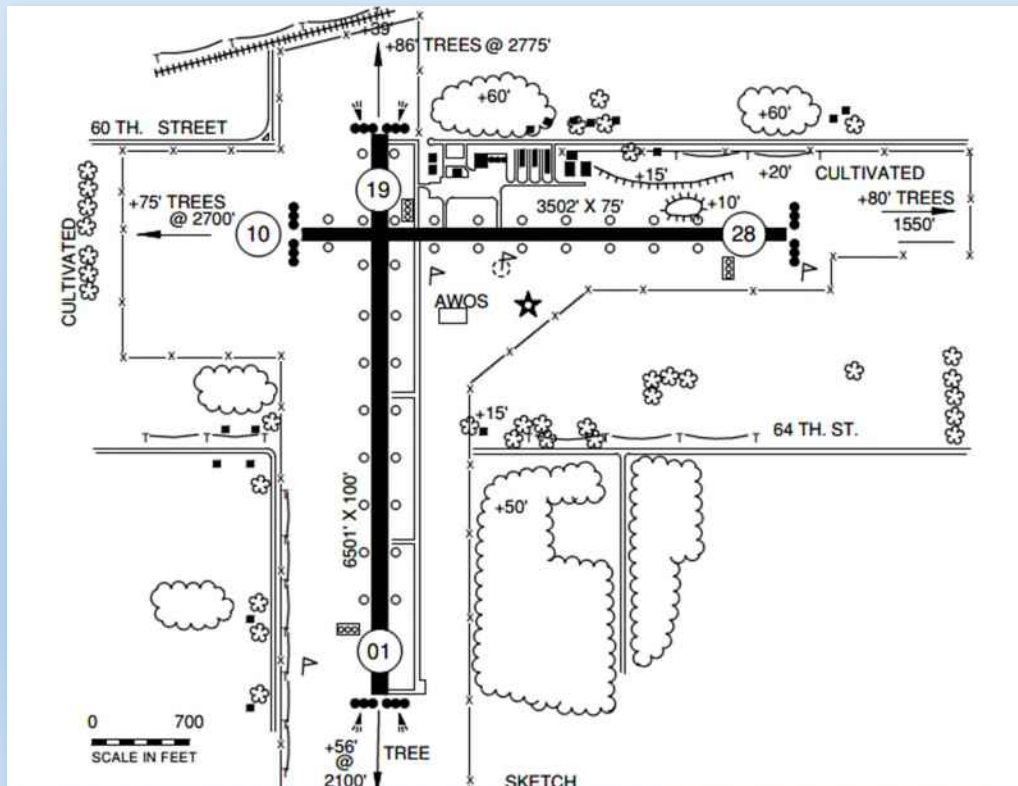 +39'
+86' TREES @ 2775'
+60'
+60'
60 TH. STREET
+15'
+20'
CULTIVATED
+75' TREES
@ 2700'
19
3502' X 75'
+10'
+80' TREES
1550'
10
28
CULTIVATED
AWOS
+15'
64 TH. ST.
6501' X 100'
+50'
01
0 700
SCALE IN FEET
+56'
@
2100'
TREE
SKETCH